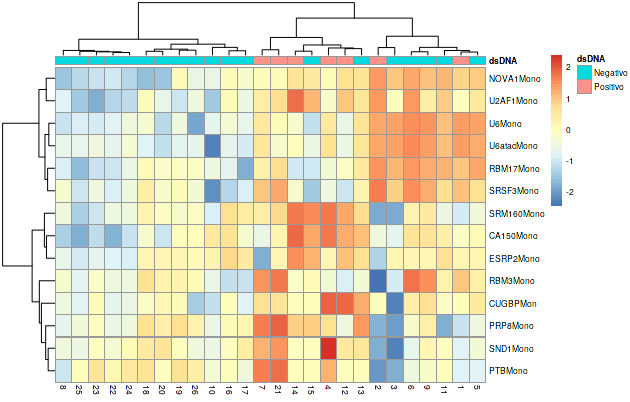 dsDNA
dsDNA
Negativo
Positivo
2
1
0
-1
-2
NOVA1Mono
U2AF1Mono
U6Mono
U6atacMono
RBM17Mono
SRSF3Mono
SRM160Mono
CA150Mono
ESRP2Mono
RBM3Mono
CUGBPMon
PRP8Mono
SND1Mono
PTBMono
8 25 23 22 24 18 20 19 26 10 16 17 7 21 14 15 4 12 13 2 3 6 9 11 1 5